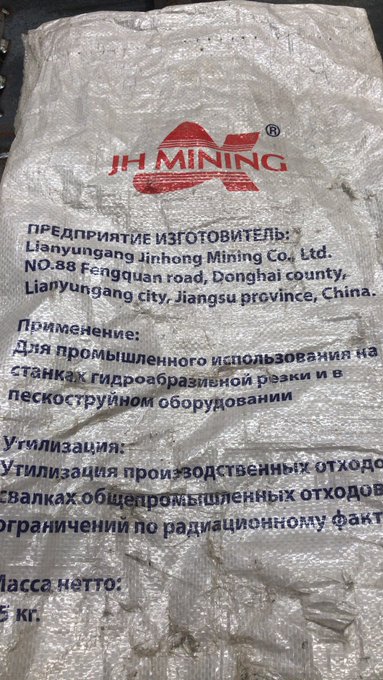 ®
JH MINING
ПРЕДПРИЯТИЕ ИЗГОТОВИТЕЛЬ:
Lianyungang Jinhong Mining Co., Ltd.
NO.88 Fengquan road, Donghai county,
Lianyungang city, Jiangsu province, China.
Применение:
Для промышленного использования на
станках гидроабразивной резки и в
пескоструйном оборудовании
Утилизация:
Утилизация производственных отходо
свалках общепромышленных отходов
ограничений по радиационному факт
Масса нетто:
5 кг.